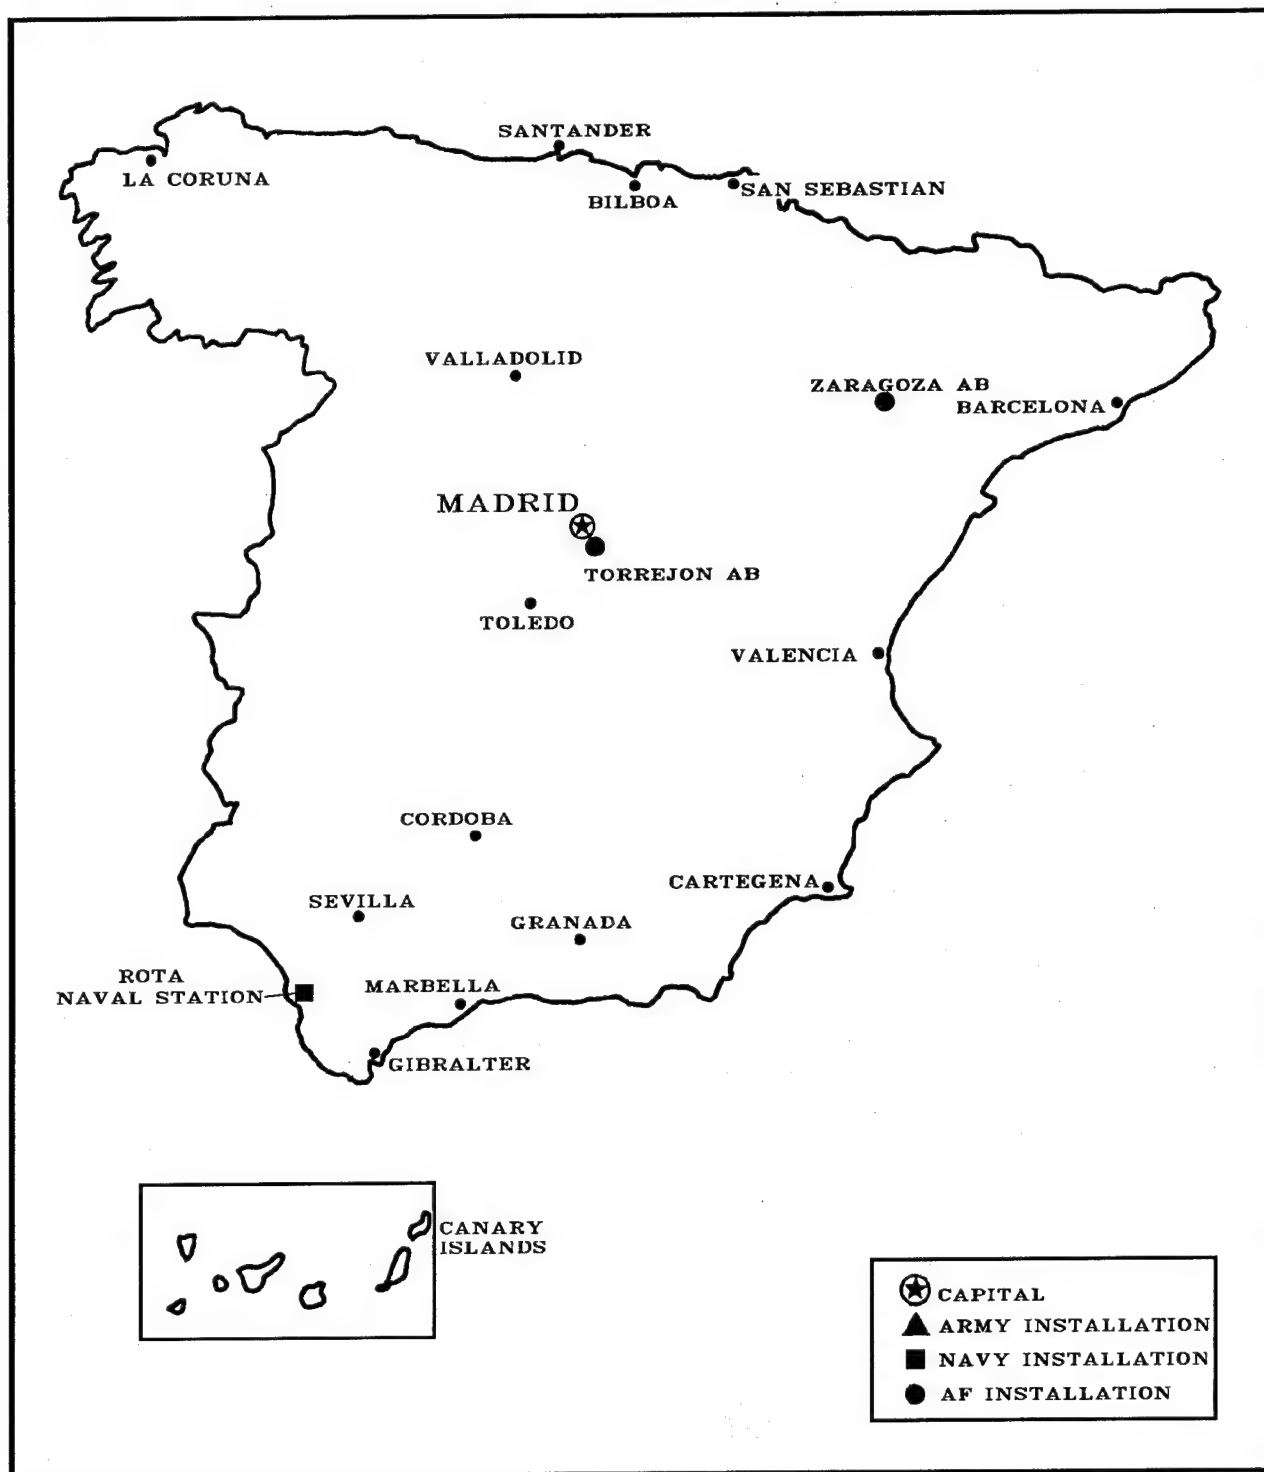 SANTANDER
LA CORUNA
BILBOA
SAN SEBASTIAN
VALLADOLID
ZARAGOZA AB
BARCELONA
MADRID
TORREJON AB
TOLEDO
VALENCIA
CORDOBA
CARTEGENA
SEVILLA
GRANADA
ROTA
NAVAL STATION
MARBELLA
GIBRALTER
CANARY
ISLANDS
CAPITAL
ARMY INSTALLATION
NAVY INSTALLATION
AF INSTALLATION